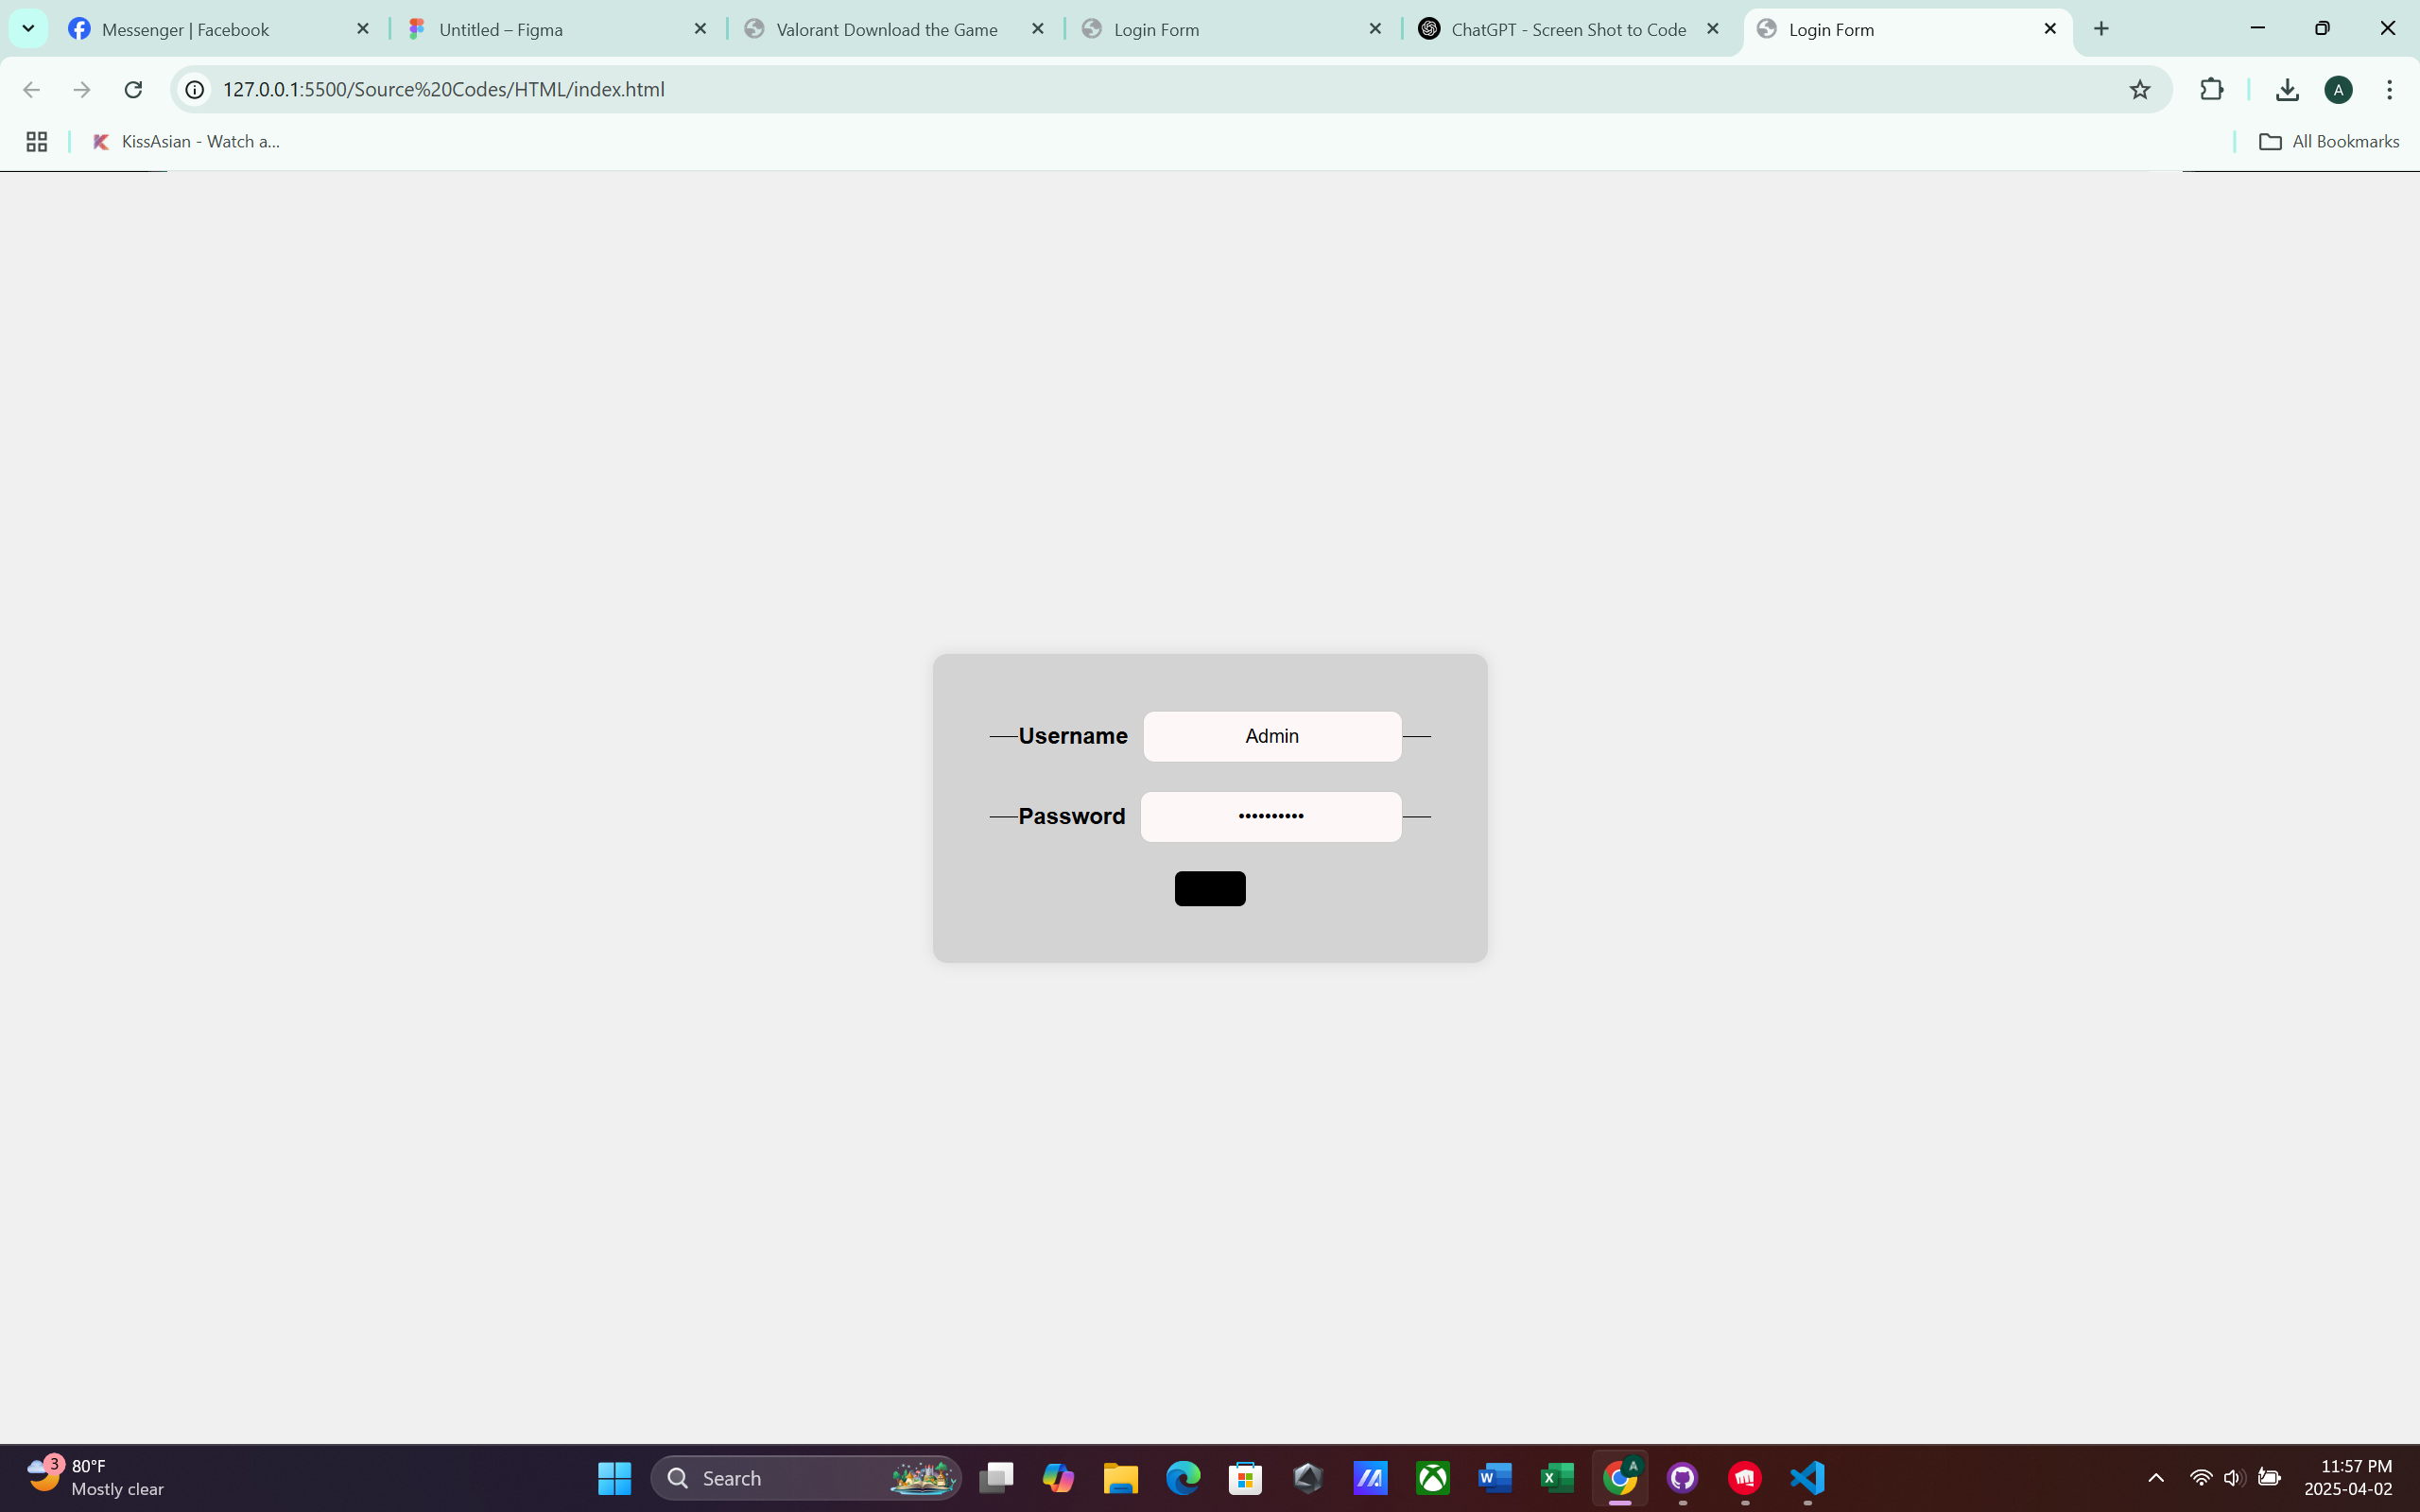 Messenger | Facebook
Untitled – Figma
Valorant Download the Game
Login Form
ChatGPT - Screen Shot to Code
Login Form
127.0.0.1:5500/Source%20Codes/HTML/index.html
A
KissAsian - Watch a...
All Bookmarks
Username
Admin
Password
••••••••••
3
80°F
Mostly clear
Search
W
X
A
11:57 PM
2025-04-02